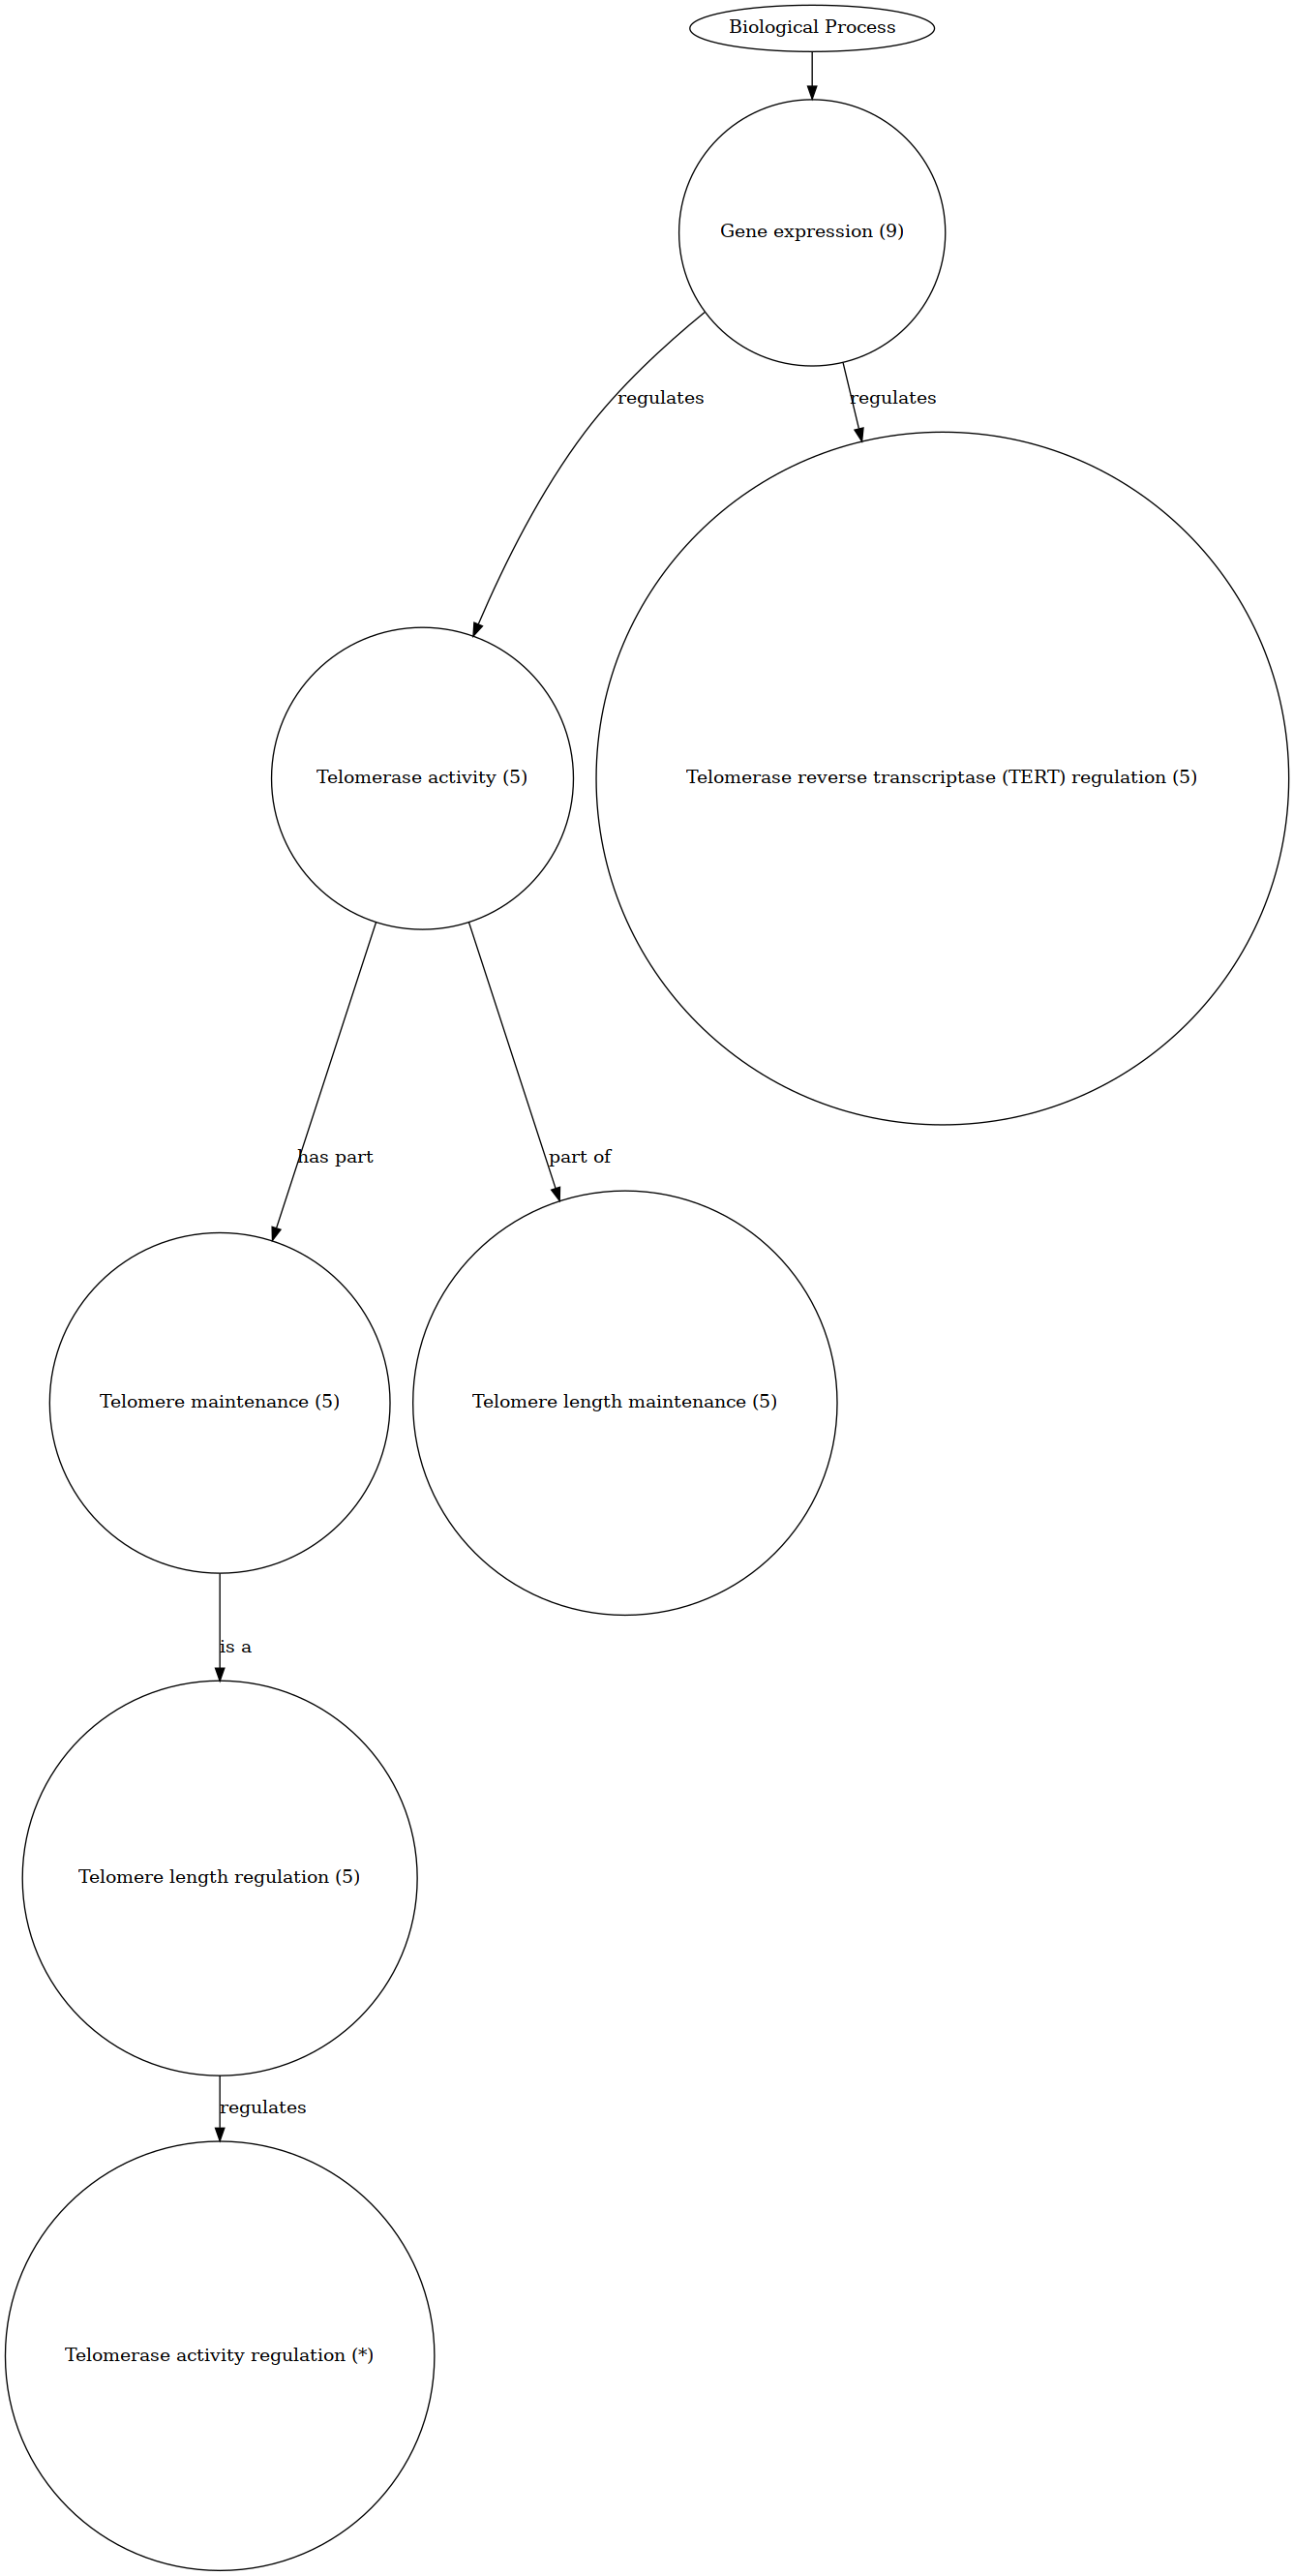 Biological Process
Gene expression (9)
regulates
regulates
Telomerase activity (5)
Telomerase reverse transcriptase (TERT) regulation (5)
has part
part of
Telomere maintenance (5)
Telomere length maintenance (5)
is a
Telomere length regulation (5)
regulates
Telomerase activity regulation (*)